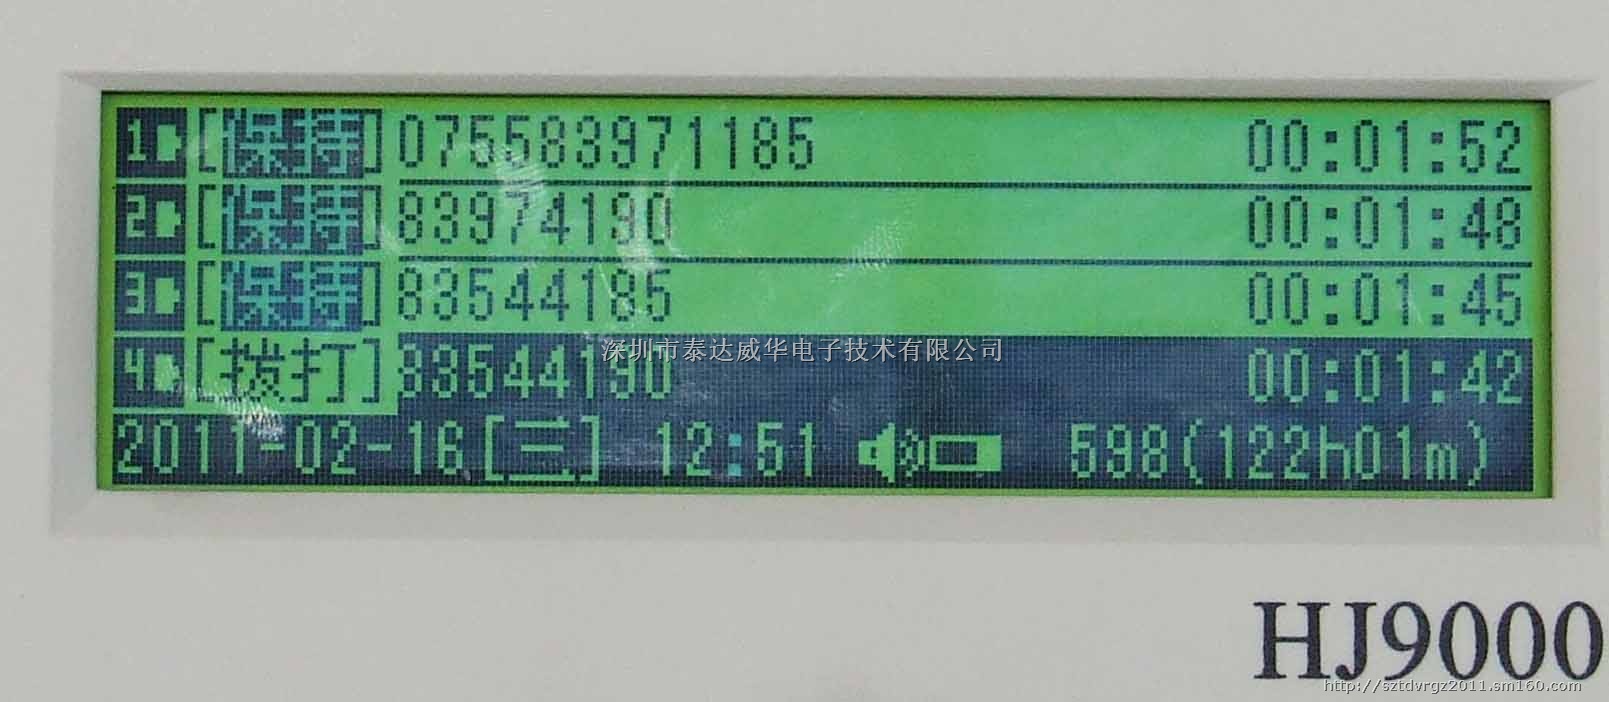 1 [保持] 075583971185 00:01:52
2 [保持] 83974190 00:01:48
3 [保持] 83544185 00:01:45
4 [拨打] 83544190 00:01:42
深圳市泰达威华电子技术有限公司
2011-02-16 [三] 12:51 598(122h01m)
HJ9000
http://sztdvrgz2011.sm160.com